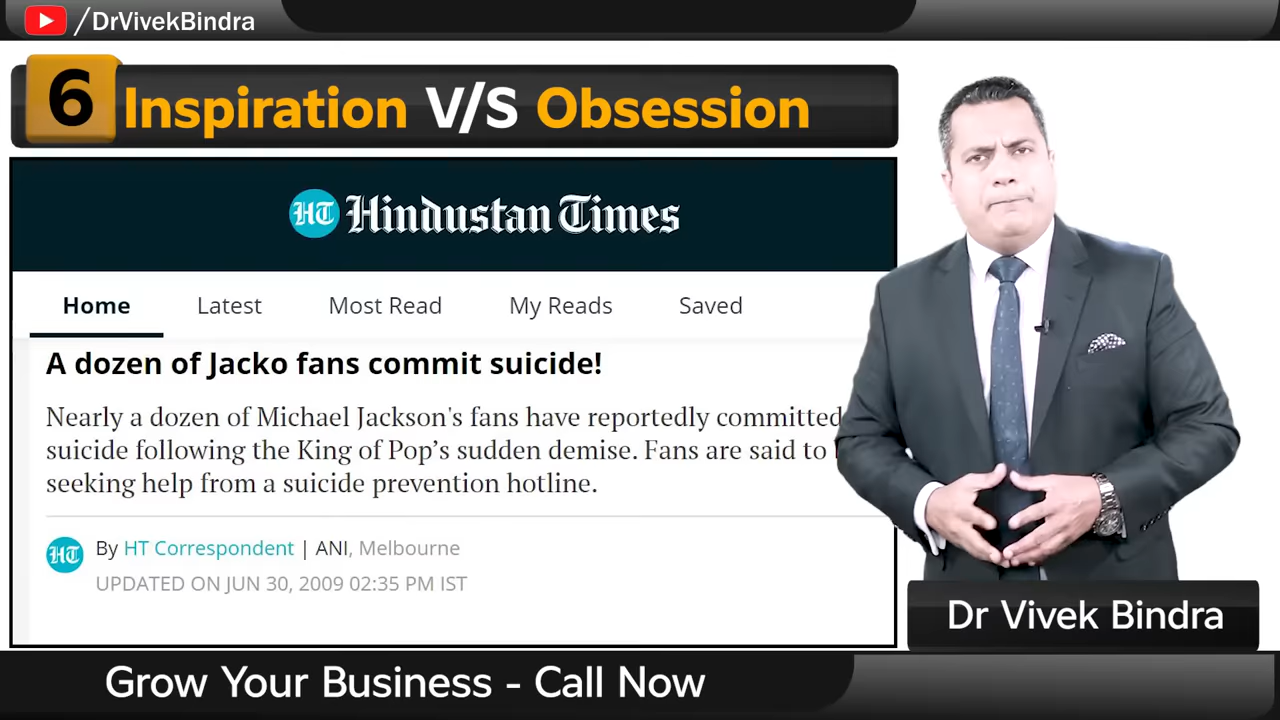 /DrVivekBindra
6 Inspiration V/S Obsession
HT Hindustan Times
Home Latest Most Read My Reads Saved
A dozen of Jacko fans commit suicide!
Nearly a dozen of Michael Jackson's fans have reportedly committed
suicide following the King of Pop’s sudden demise. Fans are said to
seeking help from a suicide prevention hotline.
HT By HT Correspondent | ANI, Melbourne
UPDATED ON JUN 30, 2009 02:35 PM IST
Dr Vivek Bindra
Grow Your Business - Call Now